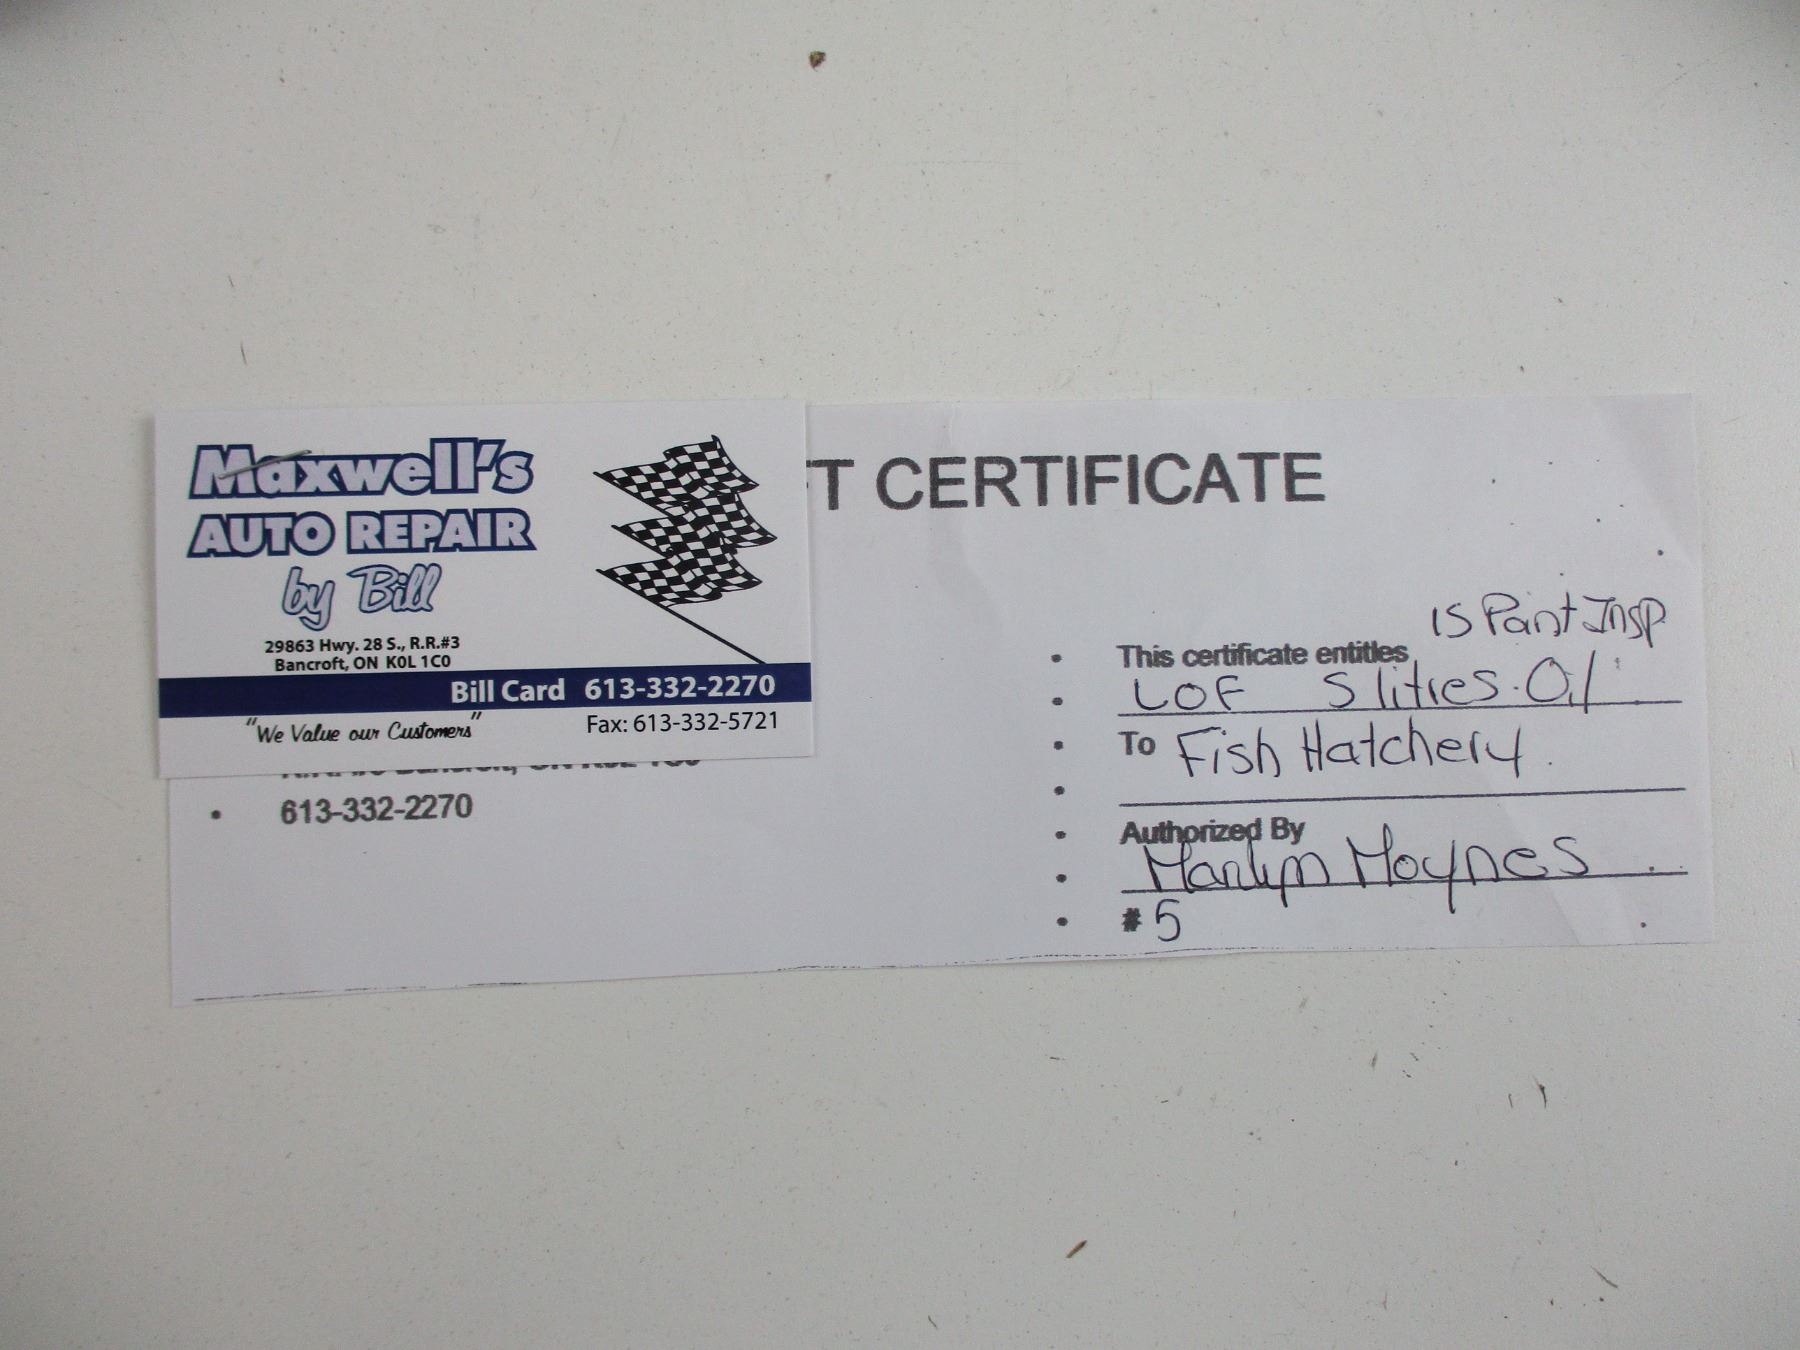 Maxwell's
AUTO REPAIR
by Bill
29863 Hwy. 28 S., R.R.#3
Bancroft, ON K0L 1C0
Bill Card 613-332-2270
"We Value our Customers"
Fax: 613-332-5721
• 613-332-2270
T CERTIFICATE
15 Point Insp
• This certificate entitles
• LOF 5 litres Oil
• To Fish Hatchery.
•
• Authorized By
• Marilyn Moynes
• # 5